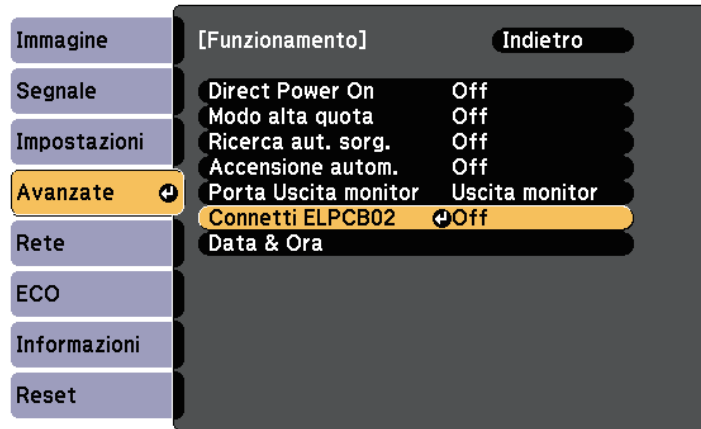 Immagine
Segnale
Impostazioni
Avanzate
Rete
ECO
Informazioni
Reset
[Funzionamento] Indietro
Direct Power On Off
Modo alta quota Off
Ricerca aut. sorg. Off
Accensione autom. Off
Porta Uscita monitor Uscita monitor
Connetti ELPCB02 Off
Data & Ora